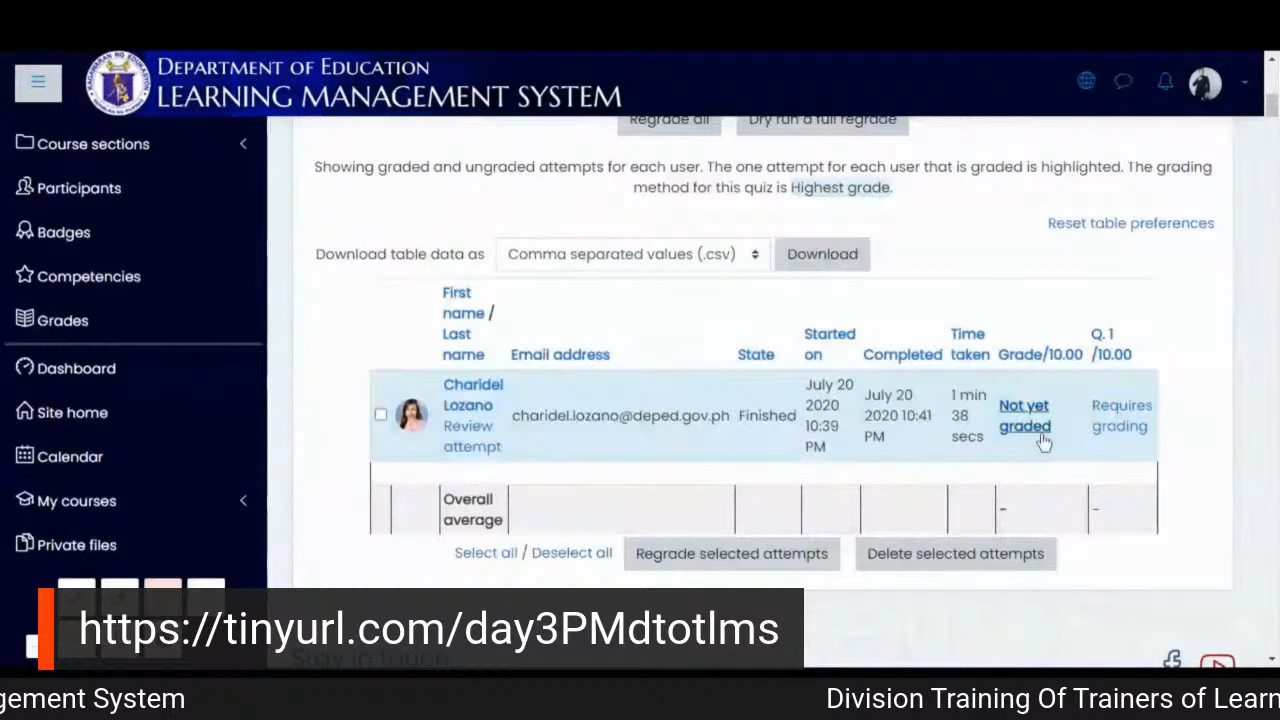 DEPARTMENT OF EDUCATION
LEARNING MANAGEMENT SYSTEM
Course sections
Participants
Badges
Competencies
Grades
Dashboard
Site home
Calendar
My courses
Private files
Regrade all
Dry run a full regrade
Showing graded and ungraded attempts for each user. The one attempt for each user that is graded is highlighted. The grading
method for this quiz is Highest grade.
Reset table preferences
Download table data as
Comma separated values (.csv)
Download
First
name /
Last
name
Email address
State
Started
on
Completed
Time
taken
Grade/10.00
Q. 1
/10.00
Charidel
Lozano
Review
attempt
charidel.lozano@deped.gov.ph
Finished
July 20
2020
10:39
PM
July 20
2020 10:41
PM
1 min
38
secs
Not yet
graded
Requires
grading
Overall
average
-
-
Select all / Deselect all
Regrade selected attempts
Delete selected attempts
Stay in touch
https://tinyurl.com/day3PMdtotlms
gement System
Division Training Of Trainers of Learn